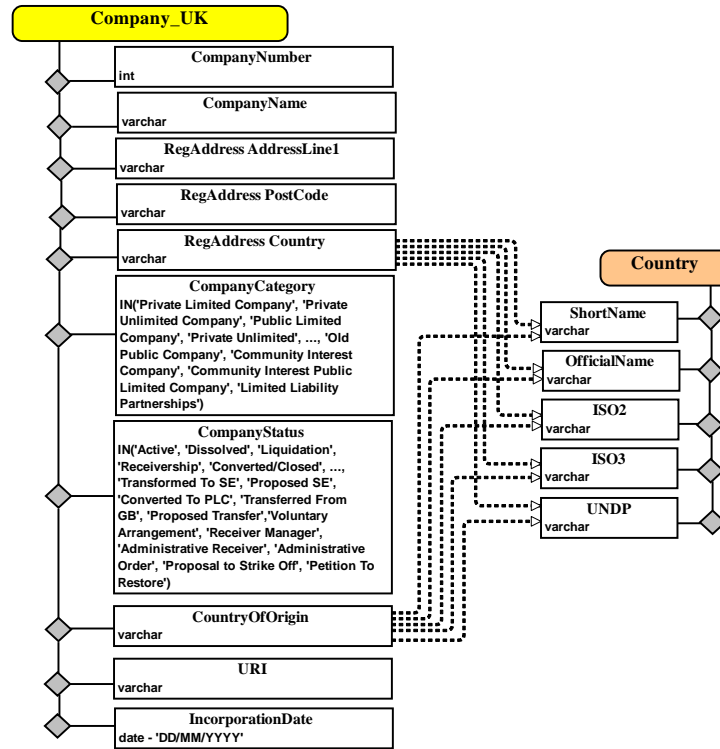 Company_UK
CompanyNumber
int
CompanyName
varchar
RegAddress AddressLine1
varchar
RegAddress PostCode
varchar
RegAddress Country
varchar
CompanyCategory
IN('Private Limited Company', 'Private
Unlimited Company', 'Public Limited
Company', 'Private Unlimited', ..., 'Old
Public Company', 'Community Interest
Company', 'Community Interest Public
Limited Company', 'Limited Liability
Partnerships')
CompanyStatus
IN('Active', 'Dissolved', 'Liquidation',
'Receivership', 'Converted/Closed', ...,
'Transformed To SE', 'Proposed SE',
'Converted To PLC', 'Transferred From
GB', 'Proposed Transfer','Voluntary
Arrangement', 'Receiver Manager',
'Administrative Receiver', 'Administrative
Order', 'Proposal to Strike Off', 'Petition To
Restore')
CountryOfOrigin
varchar
URI
varchar
IncorporationDate
date - 'DD/MM/YYYY'
Country
ShortName
varchar
OfficialName
varchar
ISO2
varchar
ISO3
varchar
UNDP
varchar